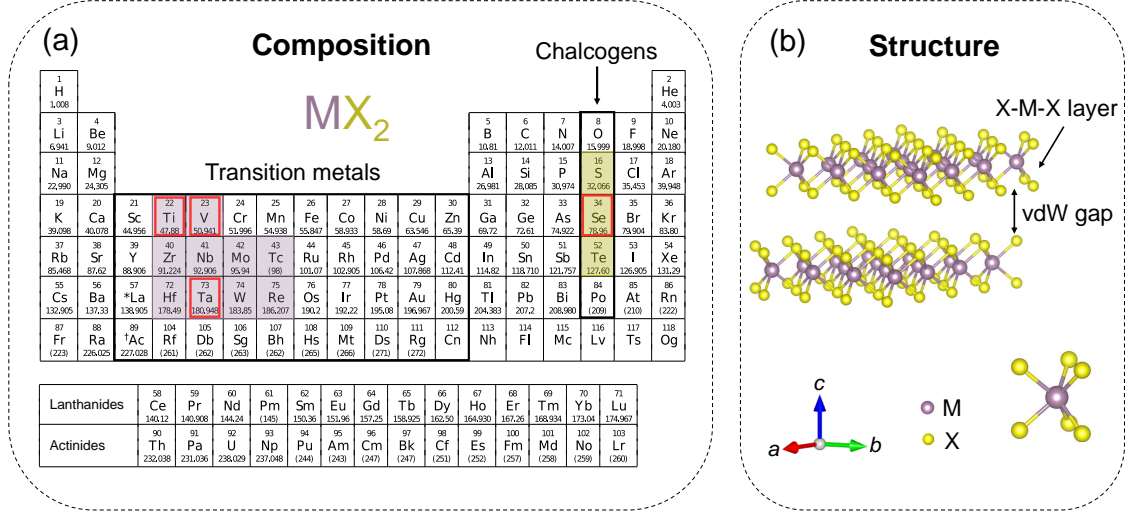 (a)
Composition
Chalcogens
MX2
Transition metals
1 2
H He
1,008 4,003
3 4 5 6 7 8 9 10
Li Be B C N O F Ne
6.941 9.012 10.81 12,011 14,007 15,999 18,998 20,180
11 12 13 14 15 16 17 18
Na Mg Al Si P S Cl Ar
22,990 24,305 26,981 28,085 30,974 32,066 35,453 39,948
19 20 21 22 23 24 25 26 27 28 29 30 31 32 33 34 35 36
K Ca Sc Ti V Cr Mn Fe Co Ni Cu Zn Ga Ge As Se Br Kr
39.098 40.078 44.956 47.88 50.941 51.996 54.938 55.847 58.933 58.69 63.546 65.39 69.72 72.61 74.922 78.96 79.904 83.80
37 38 39 40 41 42 43 44 45 46 47 48 49 50 51 52 53 54
Rb Sr Y Zr Nb Mo Tc Ru Rh Pd Ag Cd In Sn Sb Te I Xe
85.468 87.62 88.906 91.224 92.906 95.94 (98) 101.07 102.905 106.42 107.868 112.41 114.82 118.710 121.757 127.60 126.905 131.29
55 56 57 72 73 74 75 76 77 78 79 80 81 82 83 84 85 86
Cs Ba *La Hf Ta W Re Os Ir Pt Au Hg Tl Pb Bi Po At Rn
132,905 137.33 138.905 178,49 180,948 183,85 186,207 190.2 192,22 195.08 196,967 200,59 204,383 207,2 208,980 (209) (210) (222)
87 88 89 104 105 106 107 108 109 110 111 112 113 114 115 116 117 118
Fr Ra †Ac Rf Db Sg Bh Hs Mt Ds Rg Cn Nh Fl Mc Lv Ts Og
(223) 226.025 227.028 (261) (262) (263) (262) (265) (266) (271) (272)
58 59 60 61 62 63 64 65 66 67 68 69 70 71
Lanthanides Ce Pr Nd Pm Sm Eu Gd Tb Dy Ho Er Tm Yb Lu
140.12 140.908 144.24 (145) 150.36 151.96 157.25 158.925 162.50 164.930 167.26 168.934 173.04 174.967
90 91 92 93 94 95 96 97 98 99 100 101 102 103
Actinides Th Pa U Np Pu Am Cm Bk Cf Es Fm Md No Lr
232.038 231.036 238.029 237.048 (244) (243) (247) (247) (251) (252) (257) (258) (259) (260)
(b)
Structure
X-M-X layer
vdW gap
c
a
b
M
X